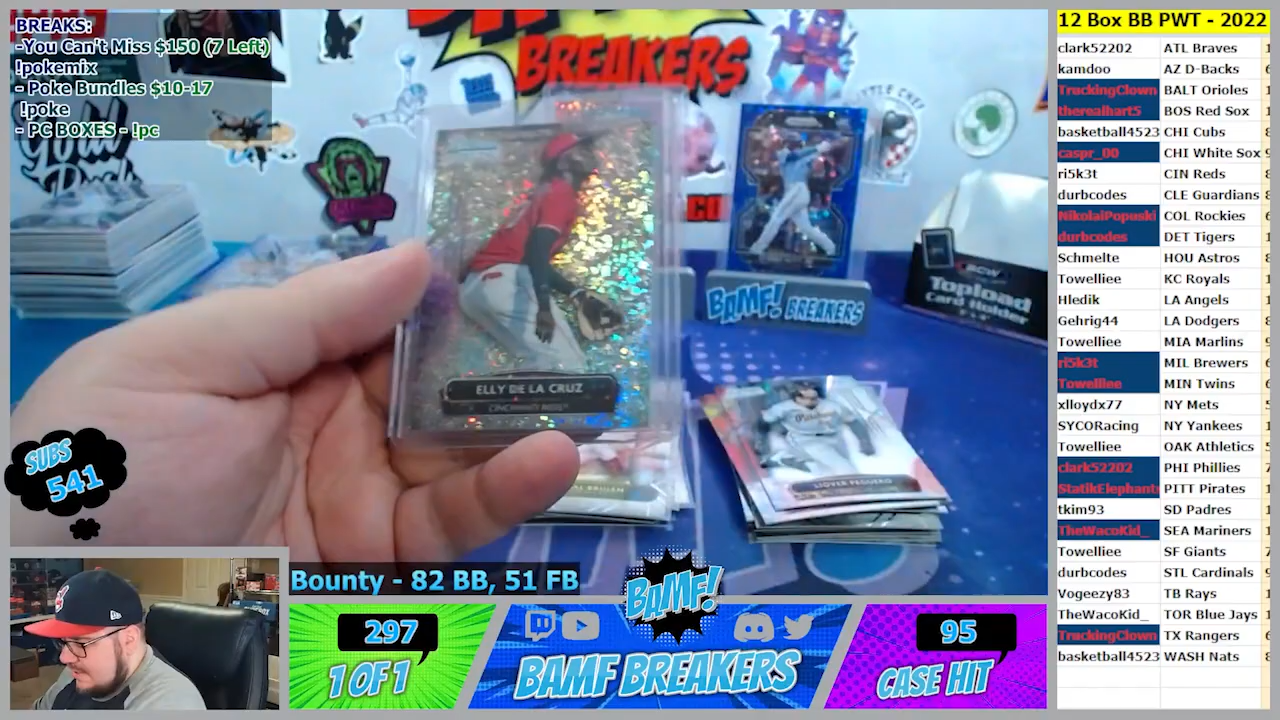 BREAKS:
-You Can't Miss $150 (7 Left)
!pokemix
- Poke Bundles $10-17
!poke
- PC BOXES - !pc
BREAKERS
BAMF! BREAKERS
BCW
Topload
Card Holder
ELLY DE LA CRUZ
CINCINNATI REDS
LIOVER PEGUERO
SUBS
541
Bounty - 82 BB, 51 FB
BAMF!
297
1 OF 1
BAMF BREAKERS
95
CASE HIT
12 Box BB PWT - 2022
clark52202 ATL Braves
kamdoo AZ D-Backs
TruckingClown BALT Orioles
therealhart5 BOS Red Sox
basketball4523 CHI Cubs
caspr_00 CHI White Sox
ri5k3t CIN Reds
durbcodes CLE Guardians
NikolaiPopuski COL Rockies
durbcodes DET Tigers
Schmelte HOU Astros
Towelliee KC Royals
Hledik LA Angels
Gehrig44 LA Dodgers
Towelliee MIA Marlins
ri5k3t MIL Brewers
Towelliee MIN Twins
xlloydx77 NY Mets
SYCORacing NY Yankees
Towelliee OAK Athletics
clark52202 PHI Phillies
StatikElephant PITT Pirates
tkim93 SD Padres
TheWacoKid_ SEA Mariners
Towelliee SF Giants
durbcodes STL Cardinals
Vogeezy83 TB Rays
TheWacoKid_ TOR Blue Jays
TruckingClown TX Rangers
basketball4523 WASH Nats